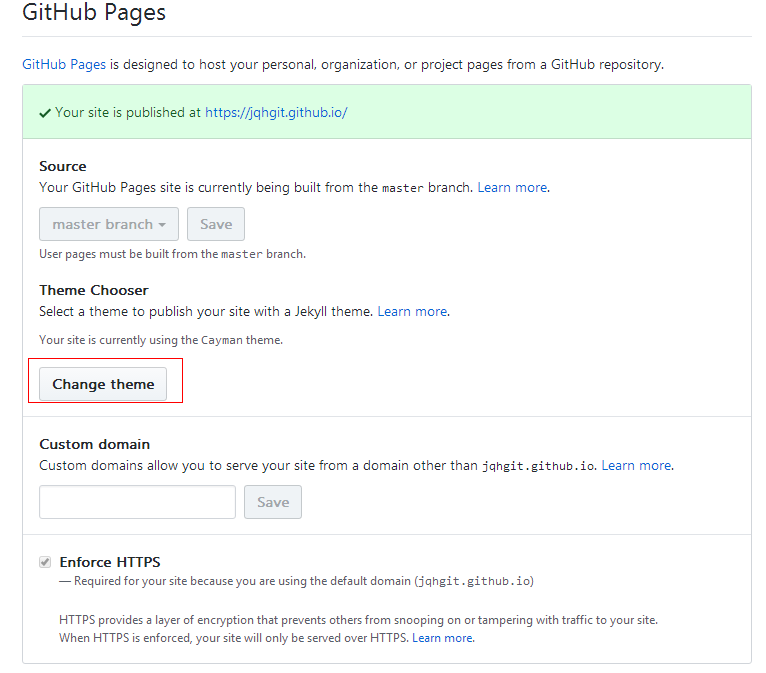 GitHub Pages
GitHub Pages is designed to host your personal, organization, or project pages from a GitHub repository.
Your site is published at https://jqhgit.github.io/
Source
Your GitHub Pages site is currently being built from the master branch. Learn more.
master branch Save
User pages must be built from the master branch.
Theme Chooser
Select a theme to publish your site with a Jekyll theme. Learn more.
Your site is currently using the Cayman theme.
Change theme
Custom domain
Custom domains allow you to serve your site from a domain other than jqhgit.github.io. Learn more.
Save
Enforce HTTPS
— Required for your site because you are using the default domain (jqhgit.github.io)
HTTPS provides a layer of encryption that prevents others from snooping on or tampering with traffic to your site.
When HTTPS is enforced, your site will only be served over HTTPS. Learn more.